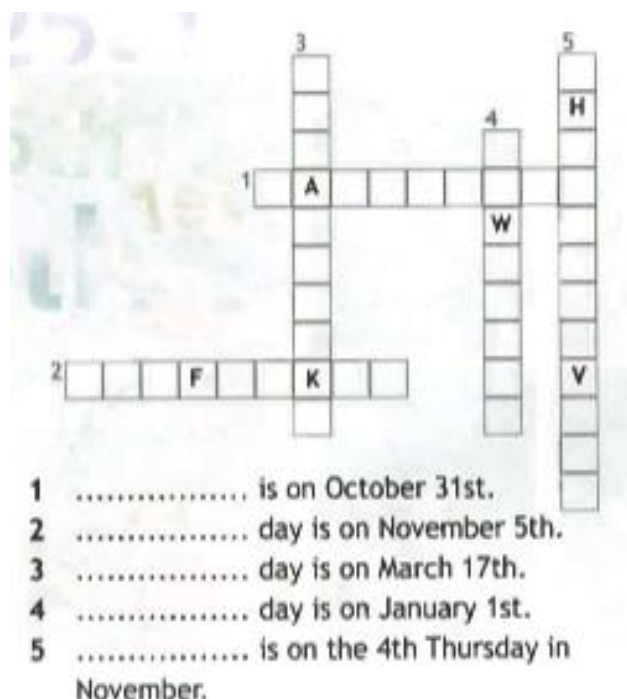 3
5
H
4
1
A
W
2
F
K
V
1 ................. is on October 31st.
2 ................. day is on November 5th.
3 ................. day is on March 17th.
4 ................. day is on January 1st.
5 ................. is on the 4th Thursday in
November.